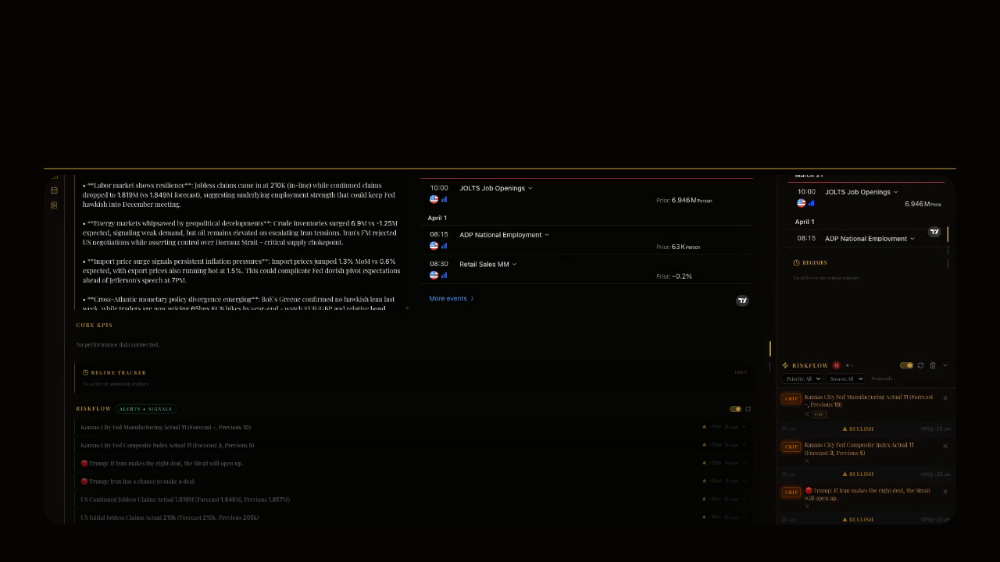 • **Labor market shows resilience**: Jobless claims came in at 210K (in-line) while continued claims
dropped to 1.819M (vs 1.849M forecast), suggesting underlying employment strength that could keep Fed
hawkish into December meeting.
• **Energy markets whipsawed by geopolitical developments**: Crude inventories surged 6.9M vs -1.25M
expected, signaling weak demand, but oil remains elevated on escalating Iran tensions. Iran's FM rejected
US negotiations while asserting control over Hormuz Strait - critical supply chokepoint.
• **Import price surge signals persistent inflation pressures**: Import prices jumped 1.3% MoM vs 0.6%
expected, with export prices also running hot at 1.5%. This could complicate Fed dovish pivot expectations
ahead of Jefferson's speech at 7PM.
• **Cross-Atlantic monetary policy divergence emerging**: BoE's Greene confirmed no hawkish lean last
week, while traders are now pricing 65bps ECB hikes by year-end - watch EUR/GBP and relative bond
10:00 JOLTS Job Openings
Prior: 6.946 M Person
April 1
08:15 ADP National Employment
Prior: 63 K Person
08:30 Retail Sales MM
Prior: −0.2%
More events
CORE KPIS
No performance data connected.
REGIME TRACKER
OPEN
No active or upcoming regimes
RISKFLOW ALERTS + SIGNALS
Kansas City Fed Manufacturing Actual 11 (Forecast -, Previous 10)
2h ago
Kansas City Fed Composite Index Actual 11 (Forecast 3, Previous 5)
2h ago
Trump: If Iran makes the right deal, the Strait will open up.
2h ago
Trump: Iran has a chance to make a deal.
2h ago
US Continued Jobless Claims Actual 1.819M (Forecast 1.849M, Previous 1.857M)
US Initial Jobless Claims Actual 210k (Forecast 210k, Previous 205k)
March 31
10:00 JOLTS Job Openings
6.946 M Perso
April 1
08:15 ADP National Employment
REGIMES
No active or upcoming regimes
RISKFLOW 15
Priority: All Source: All Proposals
CRIT Kansas City Fed Manufacturing Actual 11 (Forecast
-, Previous 10)
2h ago BULLISH MNQ +25 pts
CRIT Kansas City Fed Composite Index Actual 11
(Forecast 3, Previous 5)
2h ago BULLISH MNQ +25 pts
CRIT Trump: If Iran makes the right deal, the Strait
will open up.
2h ago BULLISH MNQ +25 pts